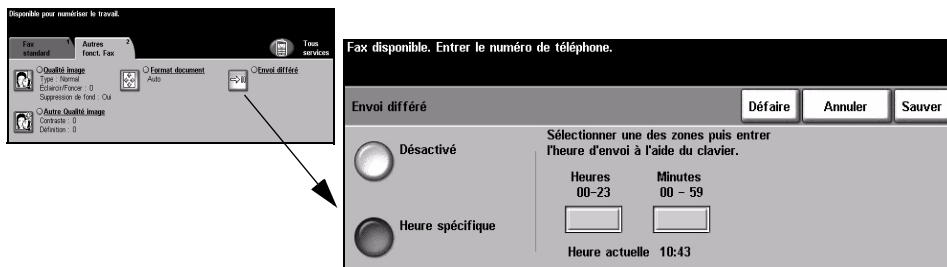 Disponible pour numériser le travail.
Fax standard
1
Autres fonct. Fax
2
Tous services
Qualité image
Type : Normal
Eclaircir/Foncer : 0
Suppression de fond : Oui
Format document
Auto
Envoi différé
Autre Qualité image
Contraste : 0
Définition : 0
Fax disponible. Entrer le numéro de téléphone.
Envoi différé
Défaire
Annuler
Sauver
Désactivé
Heure spécifique
Sélectionner une des zones puis entrer
l'heure d'envoi à l'aide du clavier.
Heures
00-23
Minutes
00 - 59
Heure actuelle 10:43